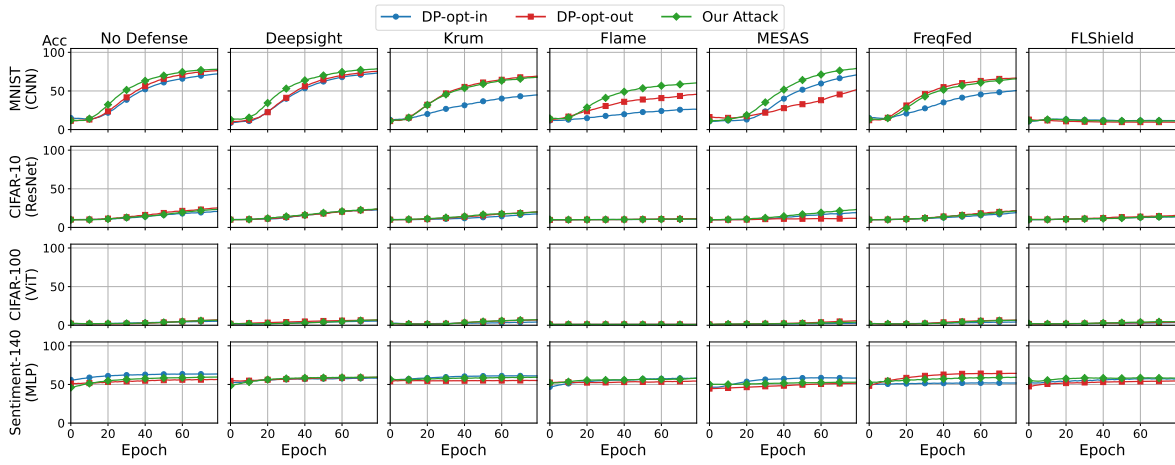 DP-opt-in DP-opt-out Our Attack
Acc No Defense Deepsight Krum Flame MESAS FreqFed FLShield
MNIST
(CNN)
100
50
0
CIFAR-10
(ResNet)
100
50
0
CIFAR-100
(ViT)
100
50
0
Sentiment-140
(MLP)
100
50
0
0 20 40 60 0 20 40 60 0 20 40 60 0 20 40 60 0 20 40 60 0 20 40 60 0 20 40 60
Epoch Epoch Epoch Epoch Epoch Epoch Epoch